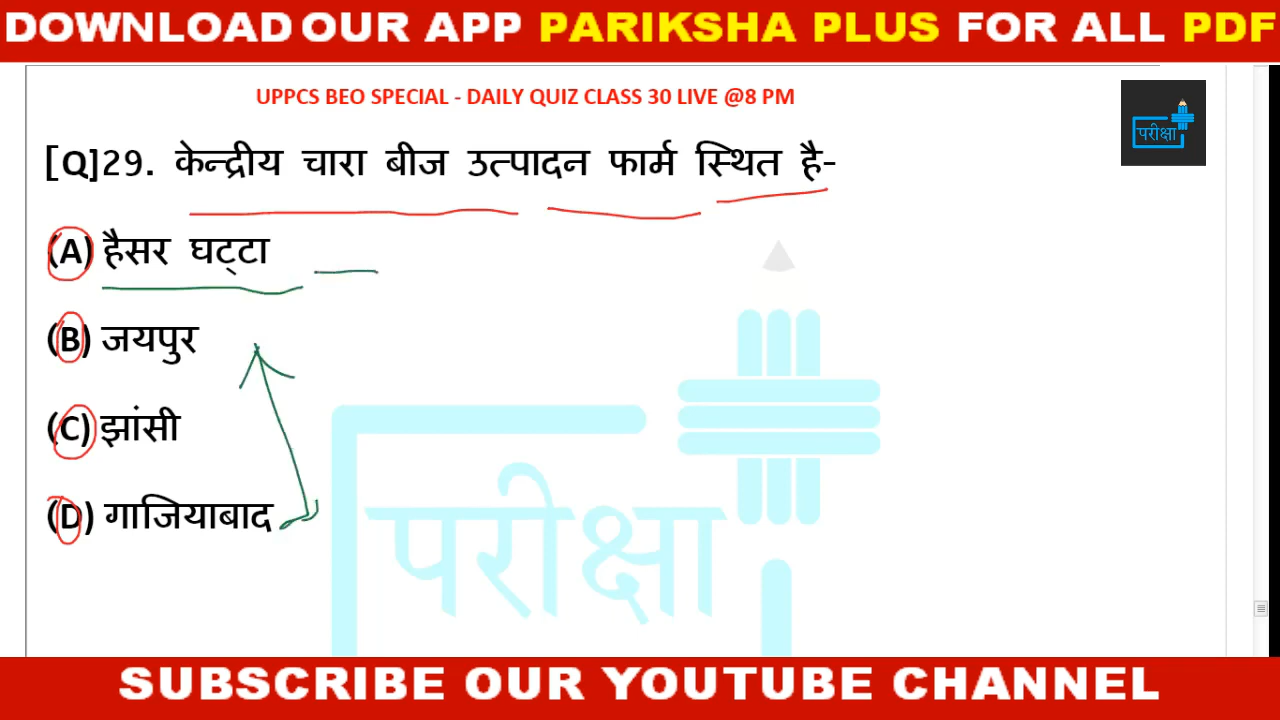 DOWNLOAD OUR APP PARIKSHA PLUS FOR ALL PDF
UPPCS BEO SPECIAL - DAILY QUIZ CLASS 30 LIVE @8 PM
परीक्षा
[Q]29. केन्द्रीय चारा बीज उत्पादन फार्म स्थित है-
(A) हैसर घट्‌टा
(B) जयपुर
(C) झांसी
(D) गाजियाबाद
परीक्षा
SUBSCRIBE OUR YOUTUBE CHANNEL